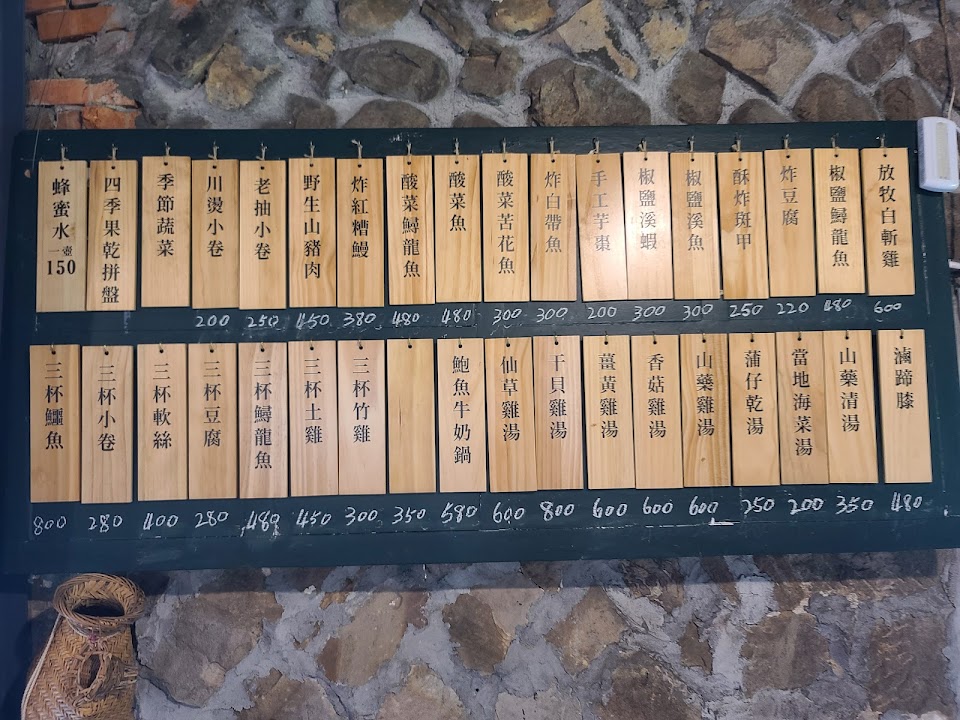 放牧白斬雞
600
椒鹽鱘龍魚
480
炸豆腐
220
酥炸斑甲
250
椒鹽溪魚
300
椒鹽溪蝦
300
手工芋棗
200
炸白帶魚
300
酸菜苦花魚
300
酸菜魚
480
酸菜鱘龍魚
480
炸紅糟鰻
380
野生山豬肉
450
老抽小卷
250
川燙小卷
200
季節蔬菜
四季果乾拼盤
蜂蜜水
一壺
150
滷蹄膝
480
山藥清湯
350
當地海菜湯
200
蒲仔乾湯
250
山藥雞湯
600
香菇雞湯
600
薑黃雞湯
600
干貝雞湯
800
仙草雞湯
600
鮑魚牛奶鍋
580
350
三杯竹雞
300
三杯土雞
450
三杯鱘龍魚
480
三杯豆腐
280
三杯軟絲
400
三杯小卷
280
三杯鱷魚
800